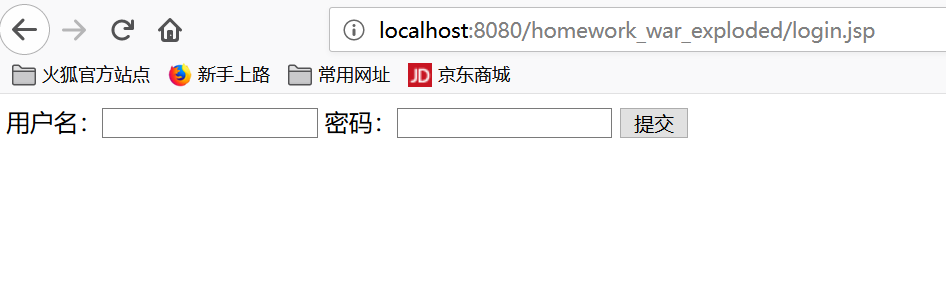 localhost:8080/homework_war_exploded/login.jsp
火狐官方站点 新手上路 常用网址 JD 京东商城
用户名： 密码： 提交